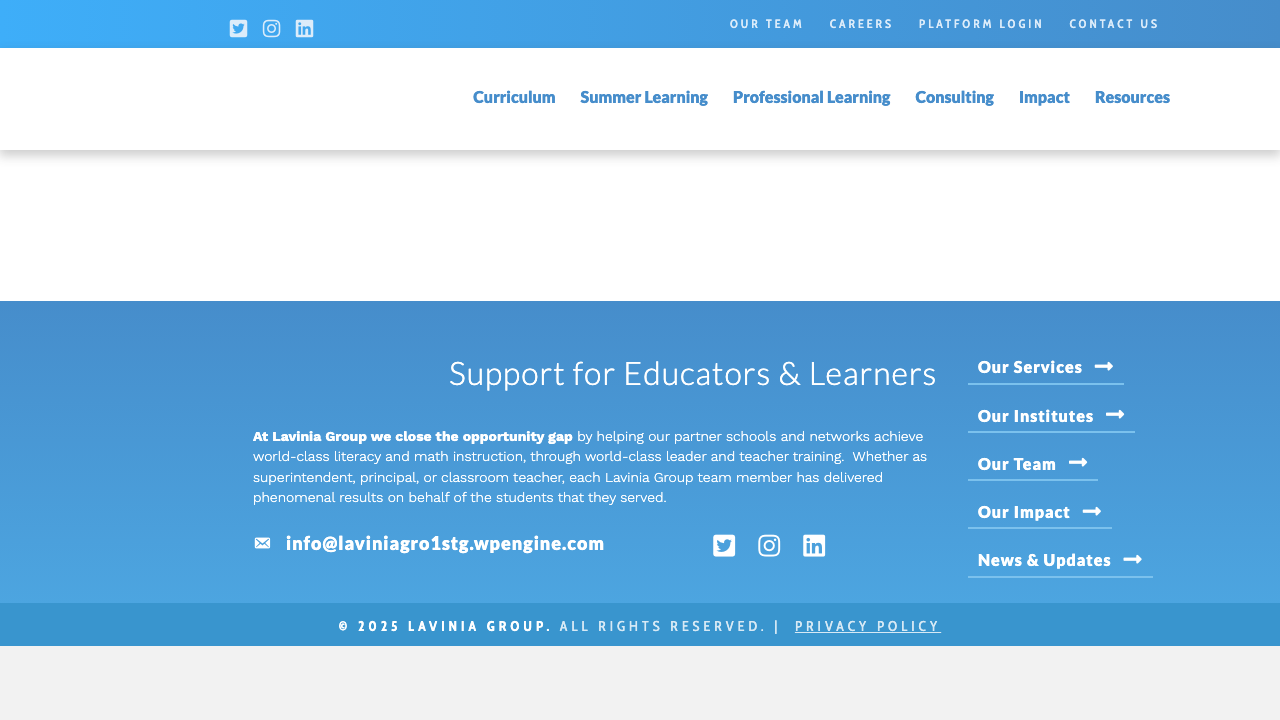 OUR TEAM CAREERS PLATFORM LOGIN CONTACT US
Curriculum Summer Learning Professional Learning Consulting Impact Resources
Support for Educators & Learners
At Lavinia Group we close the opportunity gap by helping our partner schools and networks achieve
world-class literacy and math instruction, through world-class leader and teacher training. Whether as
superintendent, principal, or classroom teacher, each Lavinia Group team member has delivered
phenomenal results on behalf of the students that they served.
info@laviniagro1stg.wpengine.com
Our Services
Our Institutes
Our Team
Our Impact
News & Updates
© 2025 LAVINIA GROUP. ALL RIGHTS RESERVED. | PRIVACY POLICY